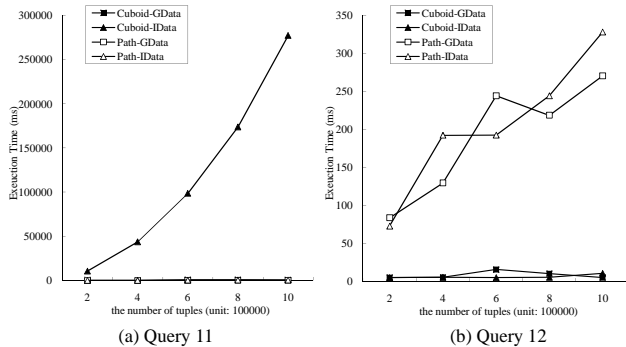 Cuboid-GData
Cuboid-IData
Path-GData
Path-IData
300000
250000
200000
150000
100000
50000
0
Exeuction Time (ms)
2 4 6 8 10
the number of tuples (unit: 100000)
(a) Query 11
Cuboid-GData
Cuboid-IData
Path-GData
Path-IData
350
300
250
200
150
100
50
0
Exeuction Time (ms)
2 4 6 8 10
the number of tuples (unit: 100000)
(b) Query 12